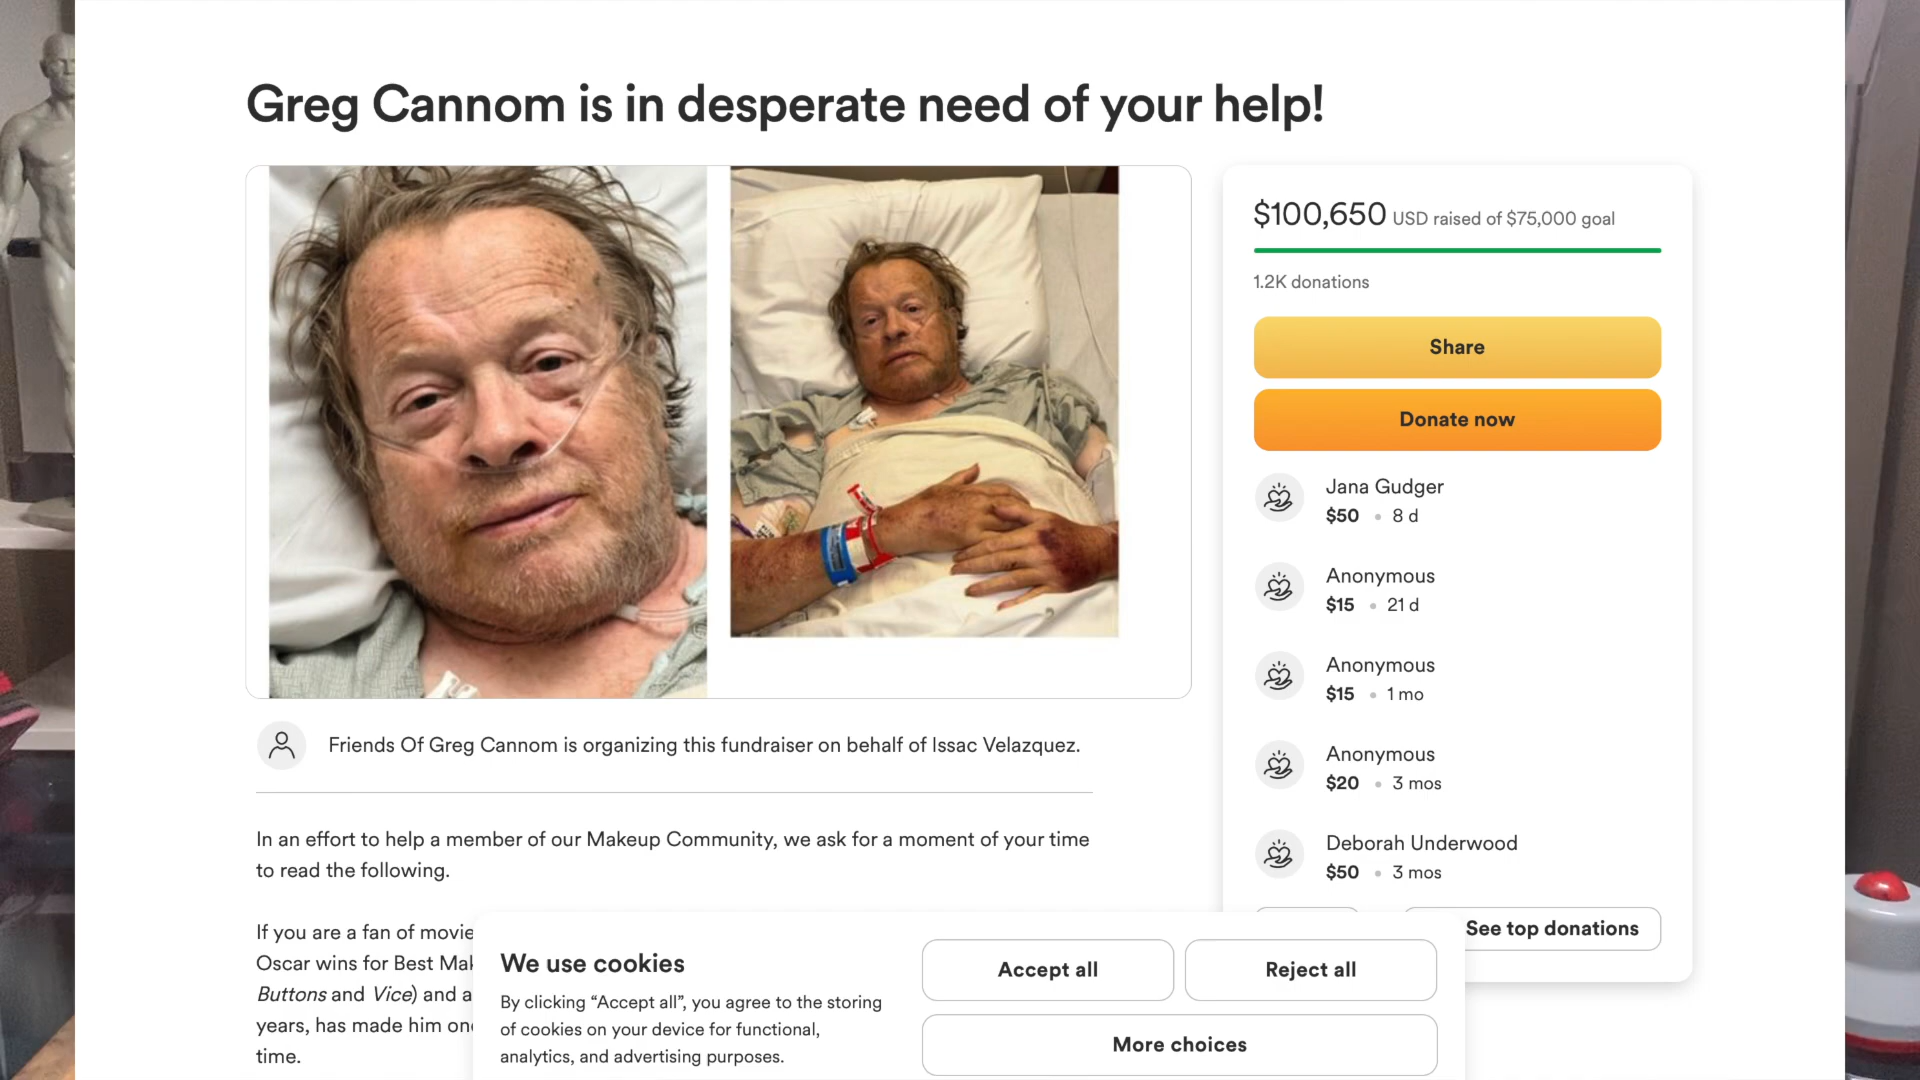 Greg Cannom is in desperate need of your help!
$100,650 USD raised of $75,000 goal
1.2K donations
Share
Donate now
Jana Gudger
$50 • 8 d
Anonymous
$15 • 21 d
Anonymous
$15 • 1 mo
Anonymous
$20 • 3 mos
Deborah Underwood
$50 • 3 mos
See top donations
Friends Of Greg Cannom is organizing this fundraiser on behalf of Issac Velazquez.
In an effort to help a member of our Makeup Community, we ask for a moment of your time
to read the following.
If you are a fan of movie
Oscar wins for Best Mak
Buttons and Vice) and a
years, has made him one
time.
We use cookies
By clicking “Accept all”, you agree to the storing
of cookies on your device for functional,
analytics, and advertising purposes.
Accept all
Reject all
More choices